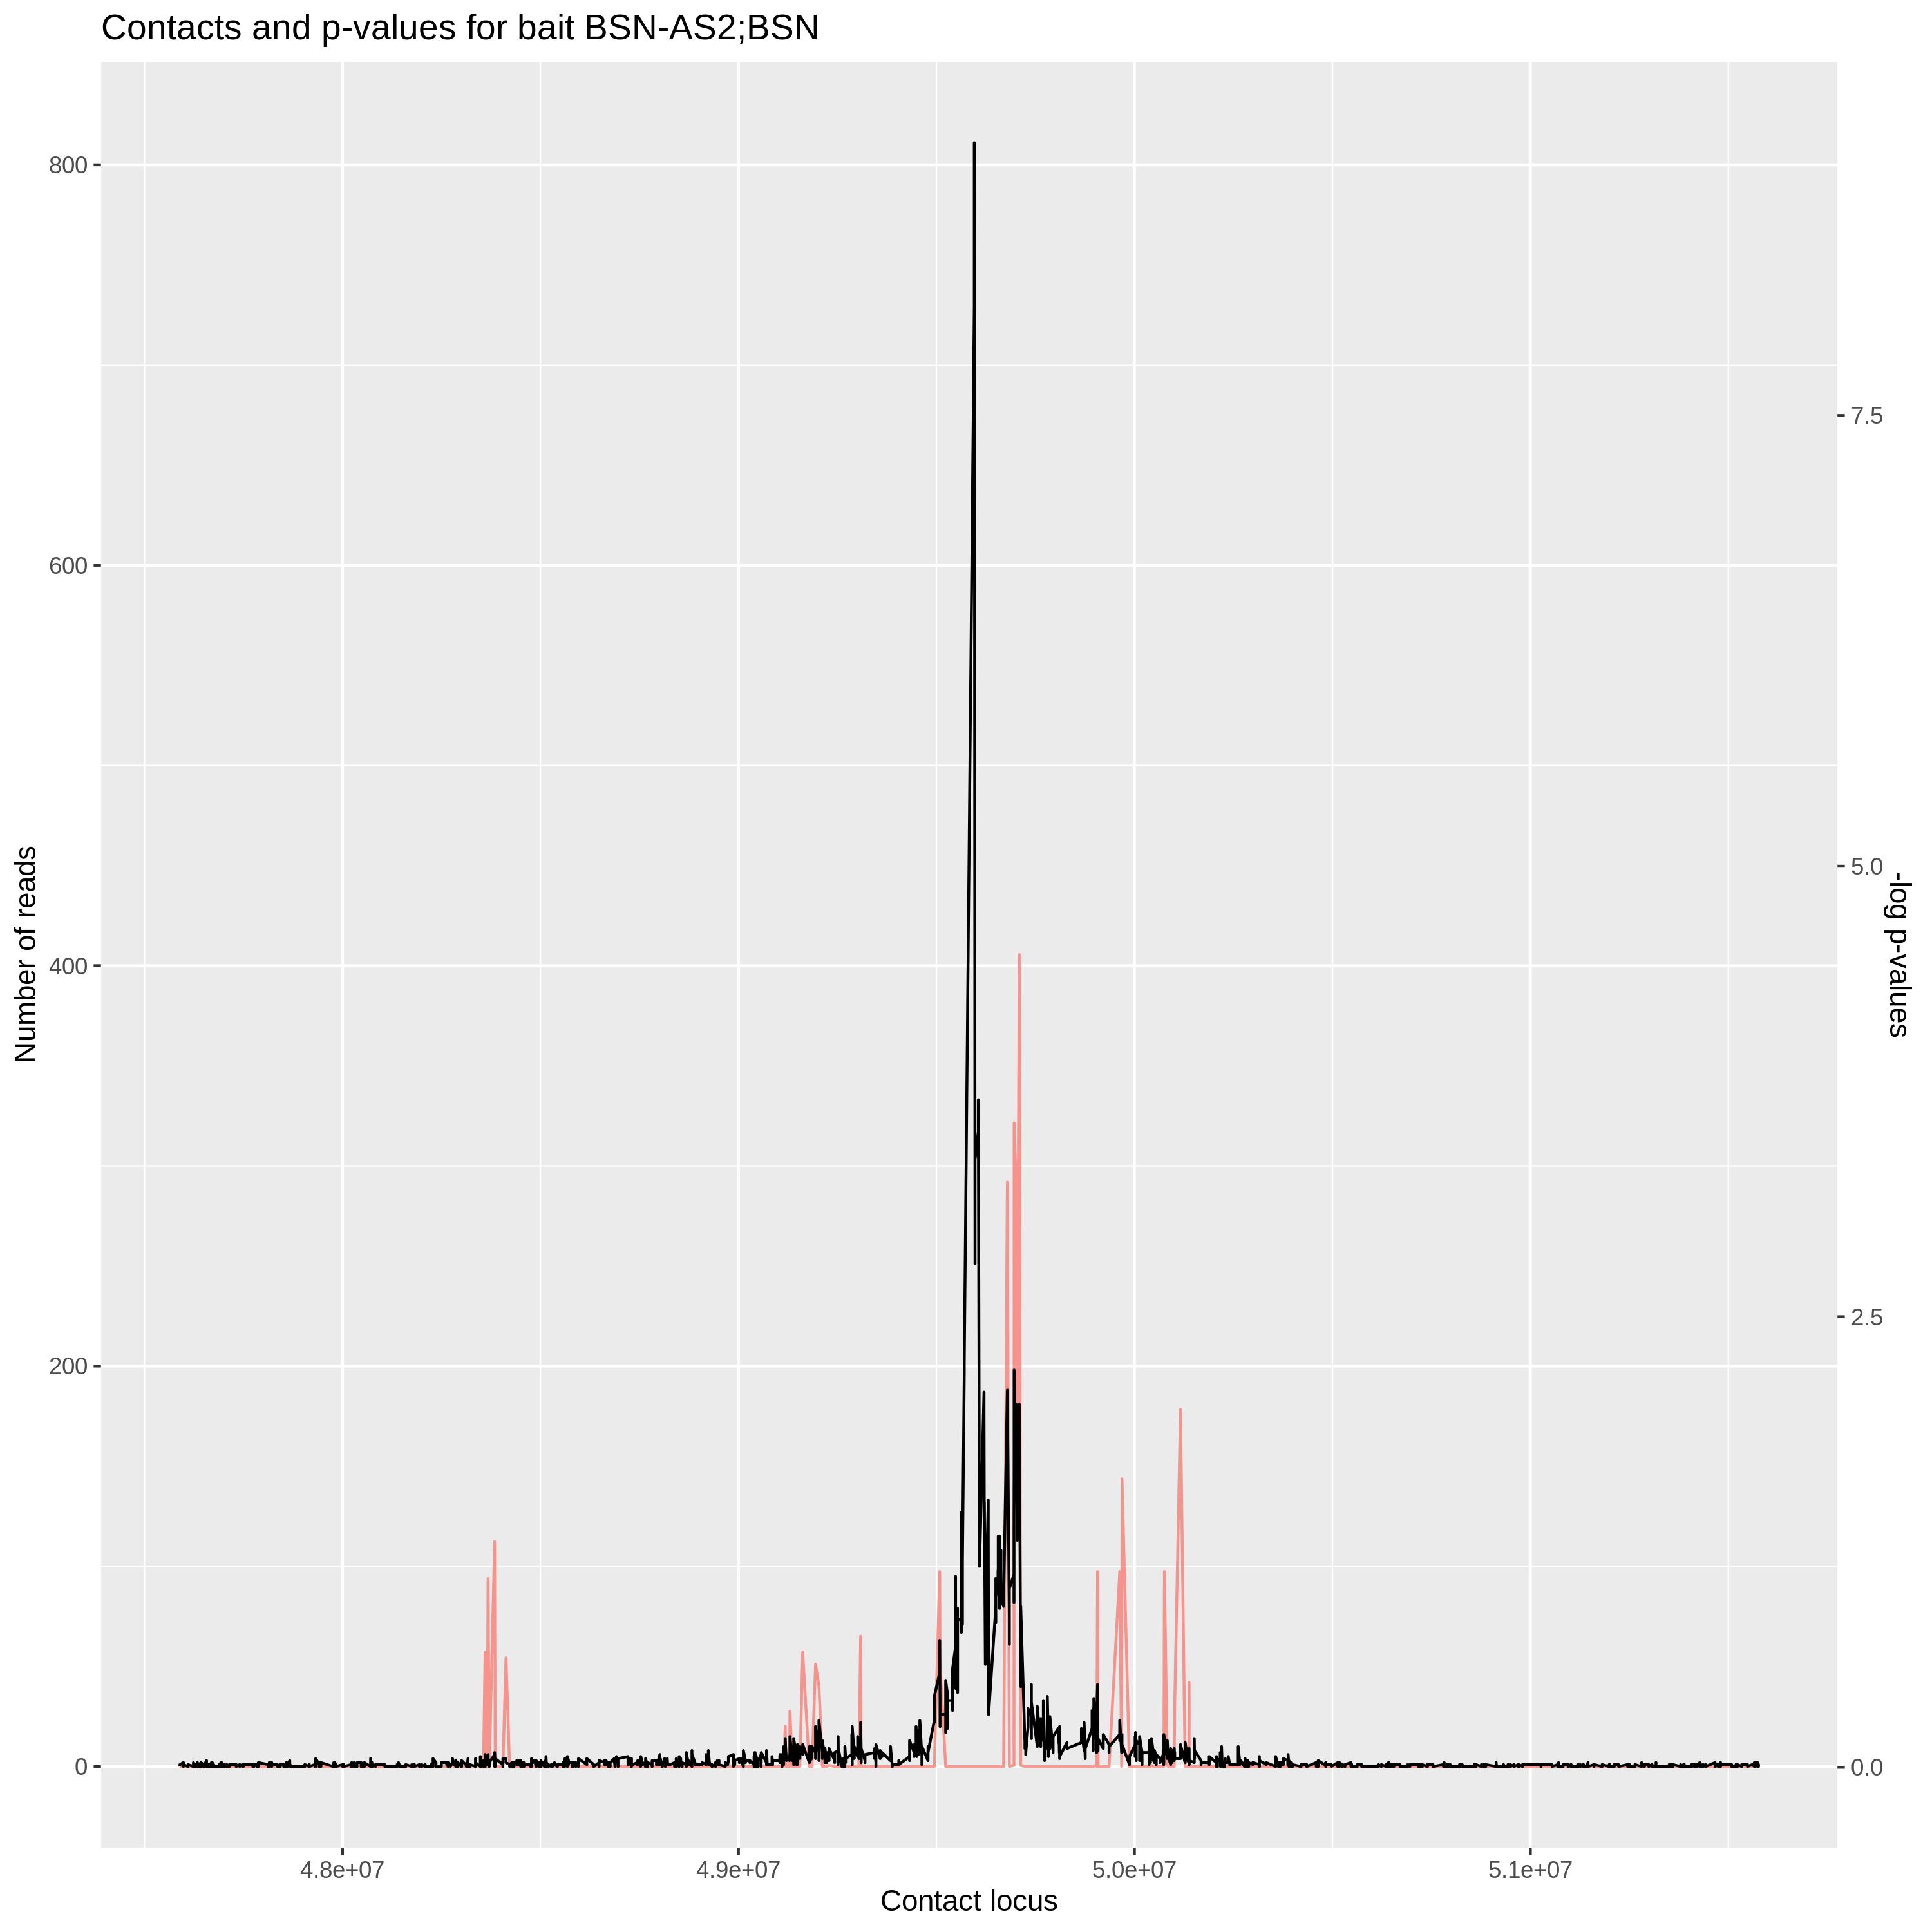 Contacts and p-values for bait BSN-AS2;BSN
800
600
400
200
0
Number of reads
7.5
5.0
2.5
0.0
-log p-values
4.8e+07
4.9e+07
5.0e+07
5.1e+07
Contact locus